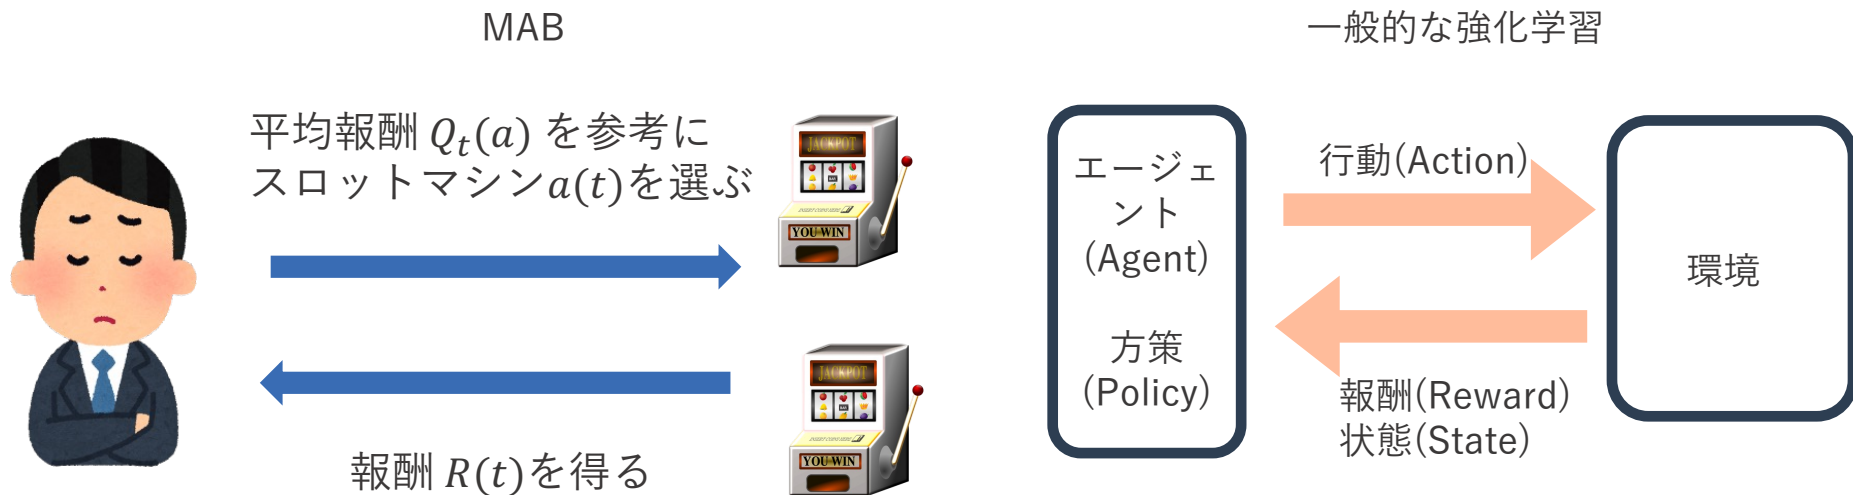 MAB
平均報酬 Q_t(a) を参考に
スロットマシンa(t)を選ぶ
JACKPOT
YOU WIN
JACKPOT
YOU WIN
報酬 R(t)を得る
一般的な強化学習
エージェ
ント
(Agent)
方策
(Policy)
行動(Action)
報酬(Reward)
状態(State)
環境